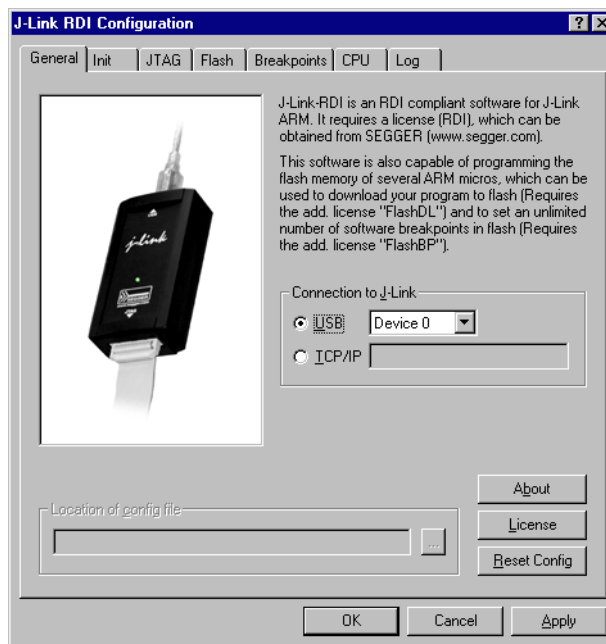 J-Link RDI Configuration
General Init JTAG Flash Breakpoints CPU Log
J-Link-RDI is an RDI compliant software for J-Link
ARM. It requires a license (RDI), which can be
obtained from SEGGER (www.segger.com).
This software is also capable of programming the
flash memory of several ARM micros, which can be
used to download your program to flash (Requires
the add. license "FlashDL") and to set an unlimited
number of software breakpoints in flash (Requires
the add. license "FlashBP").
j-link
Connection to J-Link
USB Device 0
TCP/IP
About
Location of config file
...
License
Reset Config
OK Cancel Apply